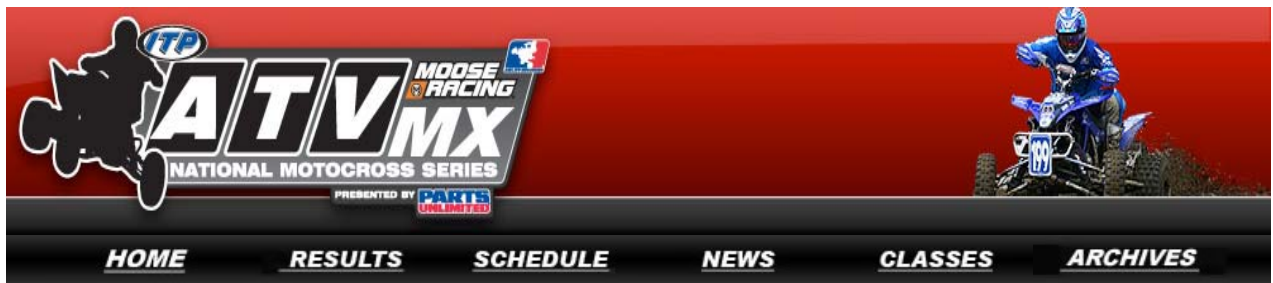 ITP
ATV
MOOSE
RACING
MX
NATIONAL MOTOCROSS SERIES
PRESENTED BY PARTS
UNLIMITED
199
HOME RESULTS SCHEDULE NEWS CLASSES ARCHIVES